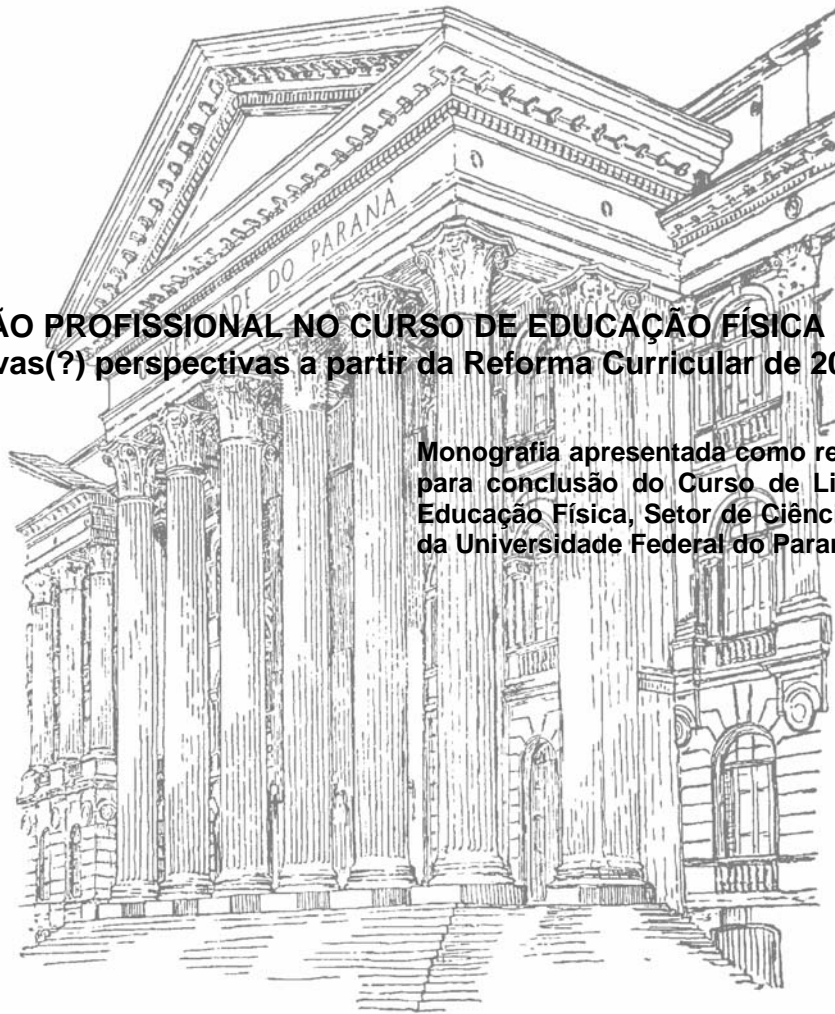 DADE DO PARANÁ
ÃO PROFISSIONAL NO CURSO DE EDUCAÇÃO FÍSICA
vas(?) perspectivas a partir da Reforma Curricular de 20
Monografia apresentada como re
para conclusão do Curso de Li
Educação Física, Setor de Ciênc
da Universidade Federal do Paran